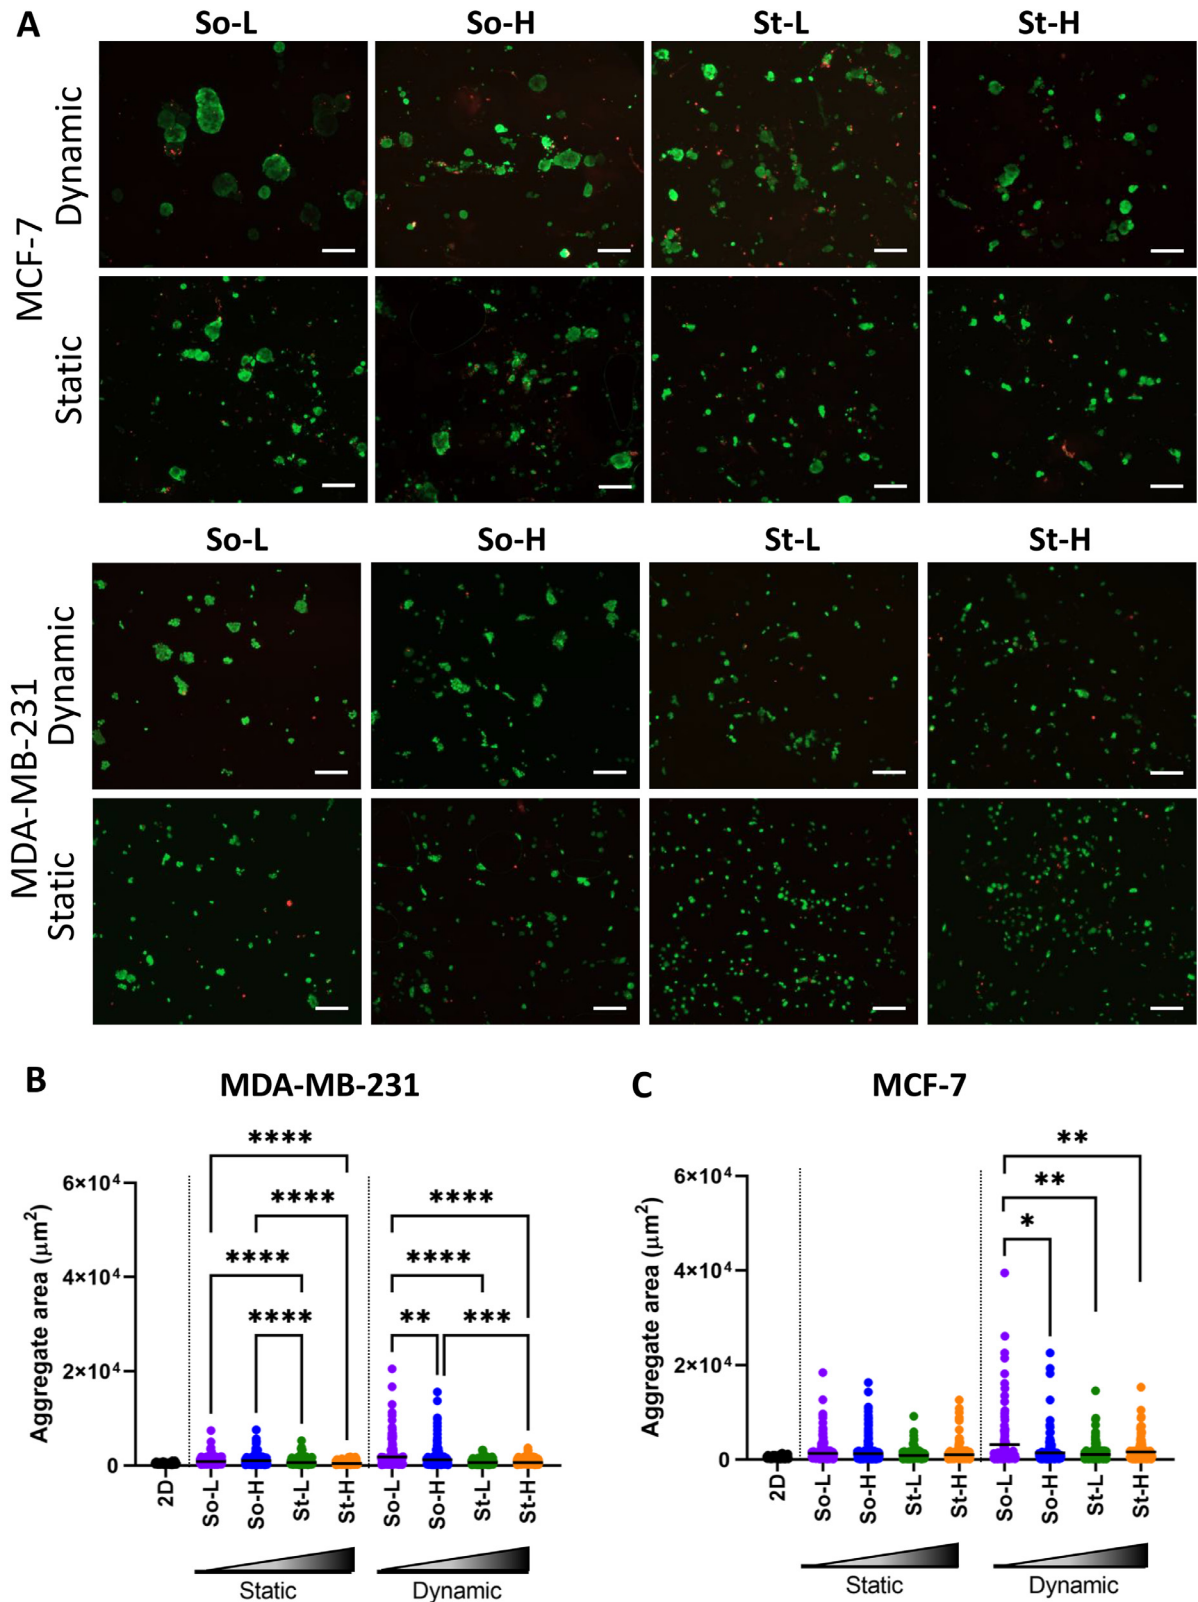 A
So-L So-H St-L St-H
MCF-7
Dynamic
Static
So-L So-H St-L St-H
MDA-MB-231
Dynamic
Static
B MDA-MB-231
Aggregate area (μm²)
6×10⁴
4×10⁴
2×10⁴
0
****
****
****
****
****
****
** ***
2D So-L So-H St-L St-H So-L So-H St-L St-H
Static Dynamic
C MCF-7
Aggregate area (μm²)
6×10⁴
4×10⁴
2×10⁴
0
**
**
*
2D So-L So-H St-L St-H So-L So-H St-L St-H
Static Dynamic